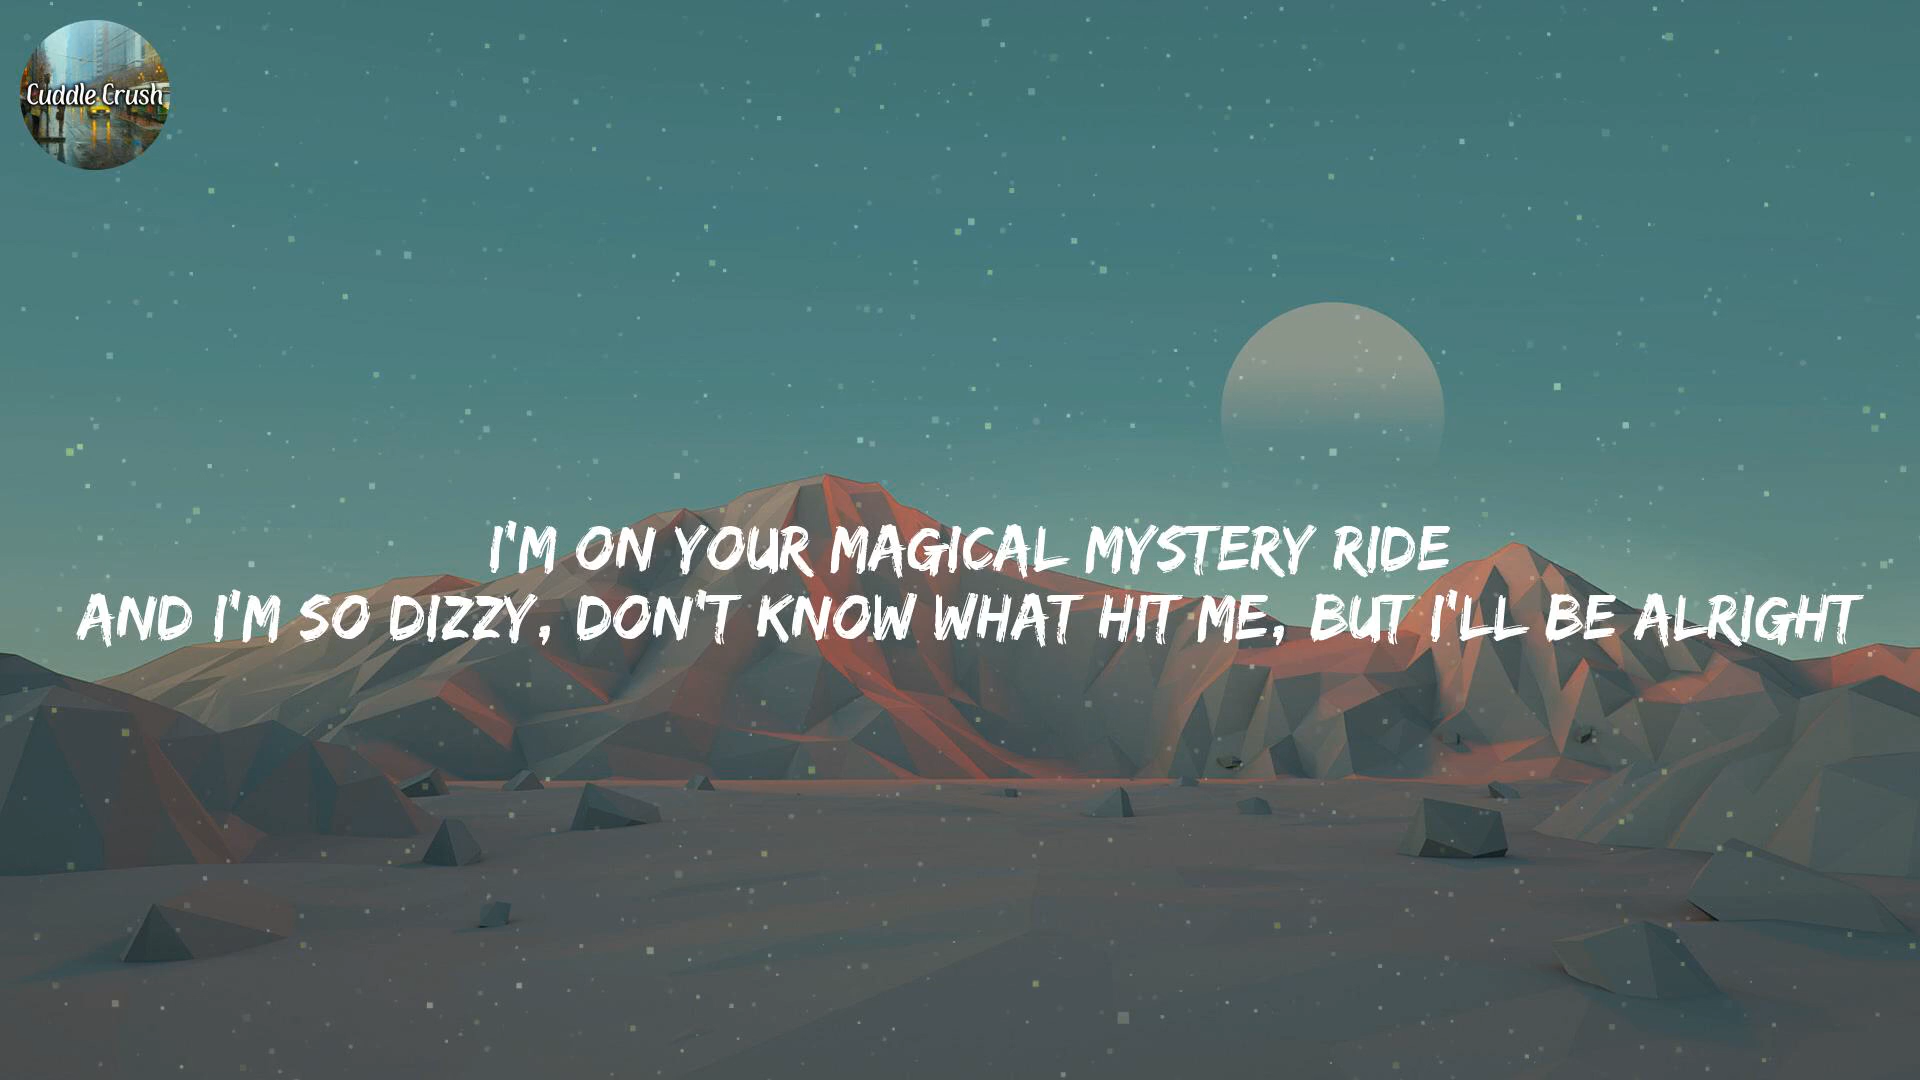 Cuddle Crush
I'M ON YOUR MAGICAL MYSTERY RIDE
AND I'M SO DIZZY, DON'T KNOW WHAT HIT ME, BUT I'LL BE ALRIGHT